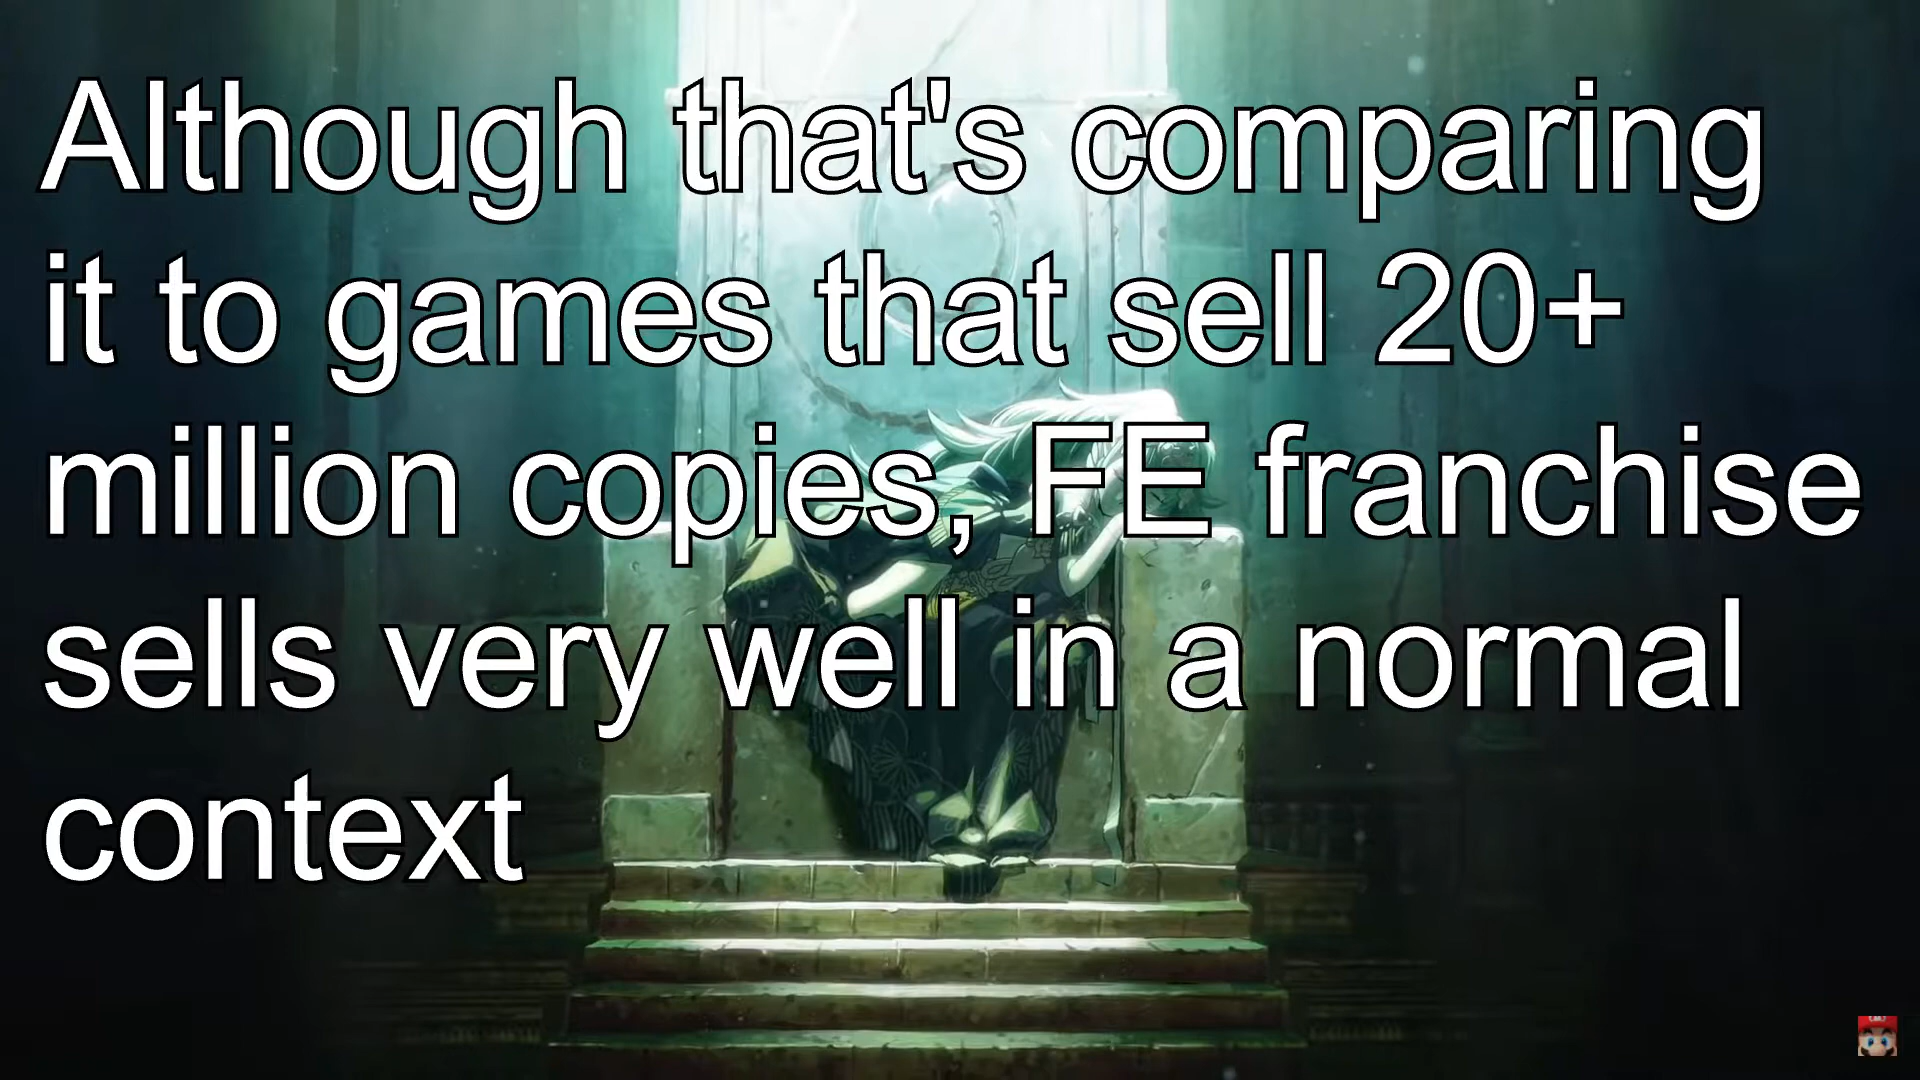 Although that's comparing
it to games that sell 20+
million copies, FE franchise
sells very well in a normal
context